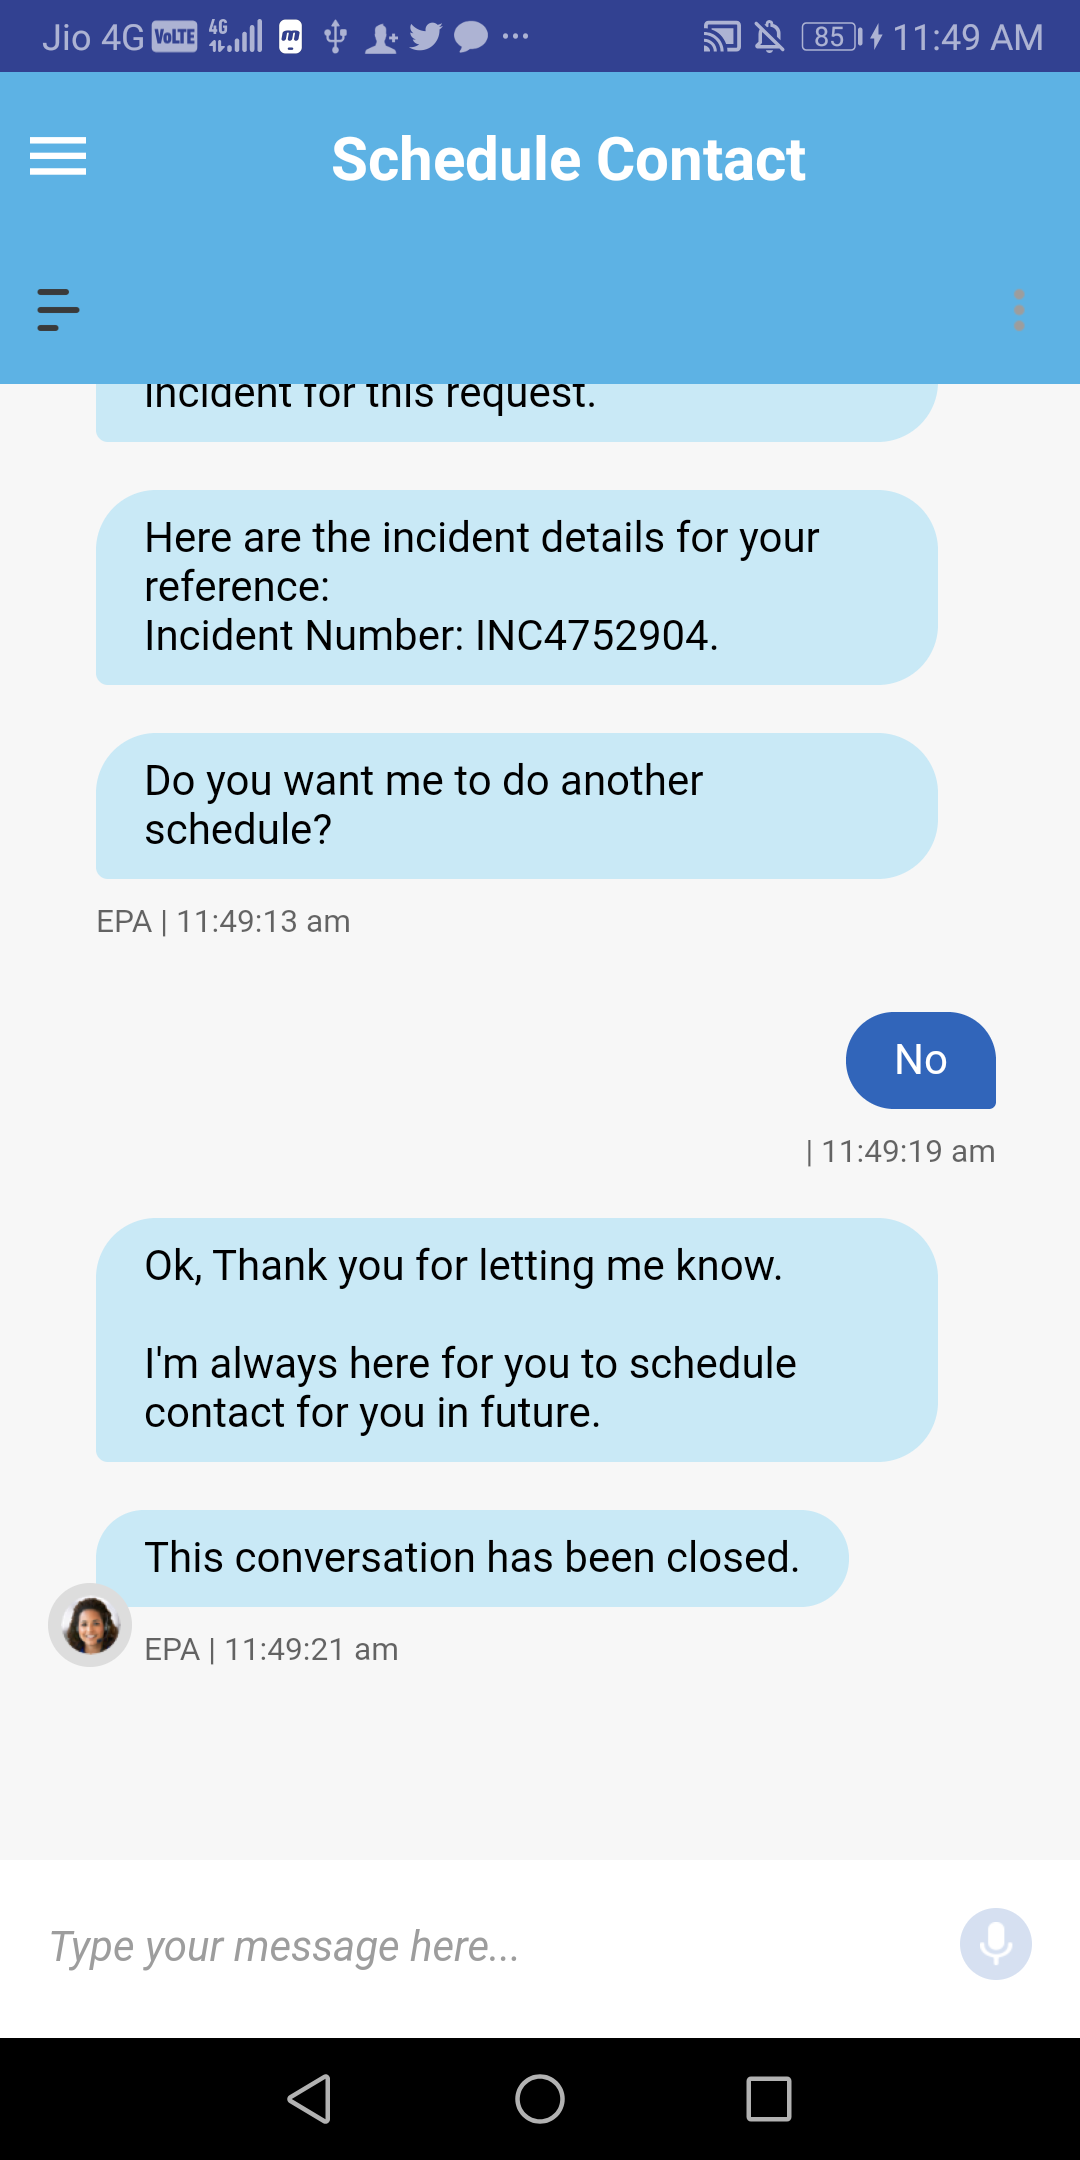 Jio 4G VoLTE 4G 85 11:49 AM
Schedule Contact
incident for this request.
Here are the incident details for your
reference:
Incident Number: INC4752904.
Do you want me to do another
schedule?
EPA | 11:49:13 am
No
| 11:49:19 am
Ok, Thank you for letting me know.
I'm always here for you to schedule
contact for you in future.
This conversation has been closed.
EPA | 11:49:21 am
Type your message here...